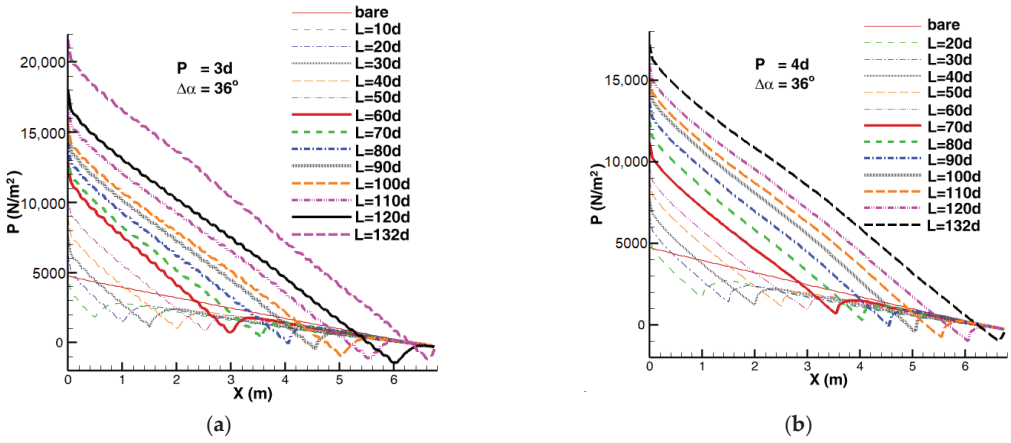 P (N/m²)
20,000
15,000
10,000
5000
0
P = 3d
Δα = 36°
bare
L=10d
L=20d
L=30d
L=40d
L=50d
L=60d
L=70d
L=80d
L=90d
L=100d
L=110d
L=120d
L=132d
0 1 2 3 4 5 6
X (m)
(a)
P (N/m²)
15,000
10,000
5000
0
P = 4d
Δα = 36°
bare
L=20d
L=30d
L=40d
L=50d
L=60d
L=70d
L=80d
L=90d
L=100d
L=110d
L=120d
L=132d
0 1 2 3 4 5 6
X (m)
(b)